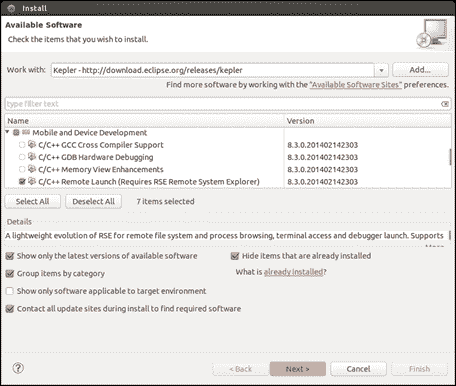 Install
Available Software
Check the items that you wish to install.
Work with: Kepler - http://download.eclipse.org/releases/kepler Add...
Find more software by working with the "Available Software Sites" preferences.
type filter text
Name Version
Mobile and Device Development
C/C++ GCC Cross Compiler Support 8.3.0.201402142303
C/C++ GDB Hardware Debugging 8.3.0.201402142303
C/C++ Memory View Enhancements 8.3.0.201402142303
C/C++ Remote Launch (Requires RSE Remote System Explorer) 8.3.0.201402142303
Select All Deselect All 7 items selected
Details
A lightweight evolution of RSE for remote file system and process browsing, terminal access and debugger launch. Supports
Show only the latest versions of available software Hide items that are already installed
Group items by category What is already installed?
Show only software applicable to target environment
Contact all update sites during install to find required software
? < Back Next > Cancel Finish